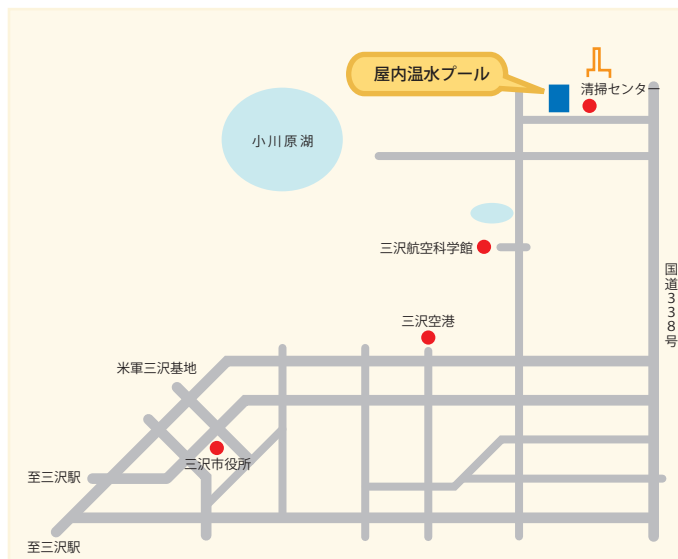 屋内温水プール
清掃センター
小川原湖
三沢航空科学館
国道338号
三沢空港
米軍三沢基地
三沢市役所
至三沢駅
至三沢駅